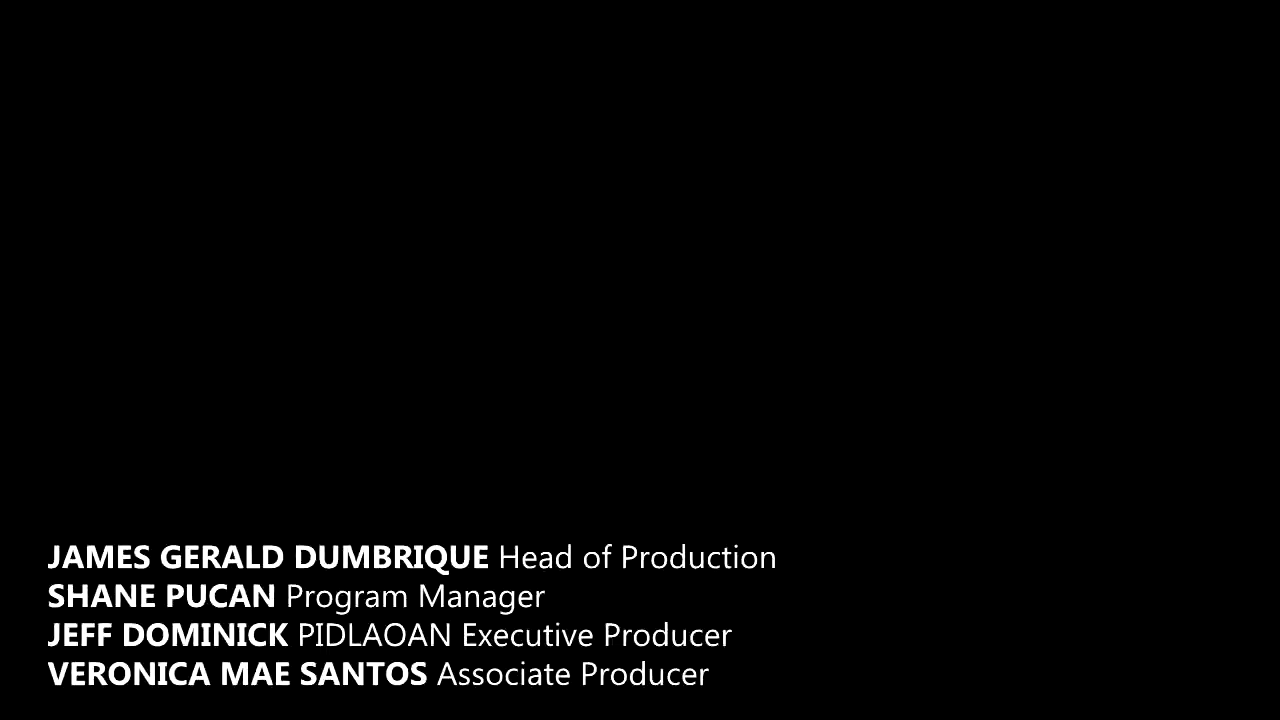 JAMES GERALD DUMBRIQUE Head of Production
SHANE PUCAN Program Manager
JEFF DOMINICK PIDLAOAN Executive Producer
VERONICA MAE SANTOS Associate Producer